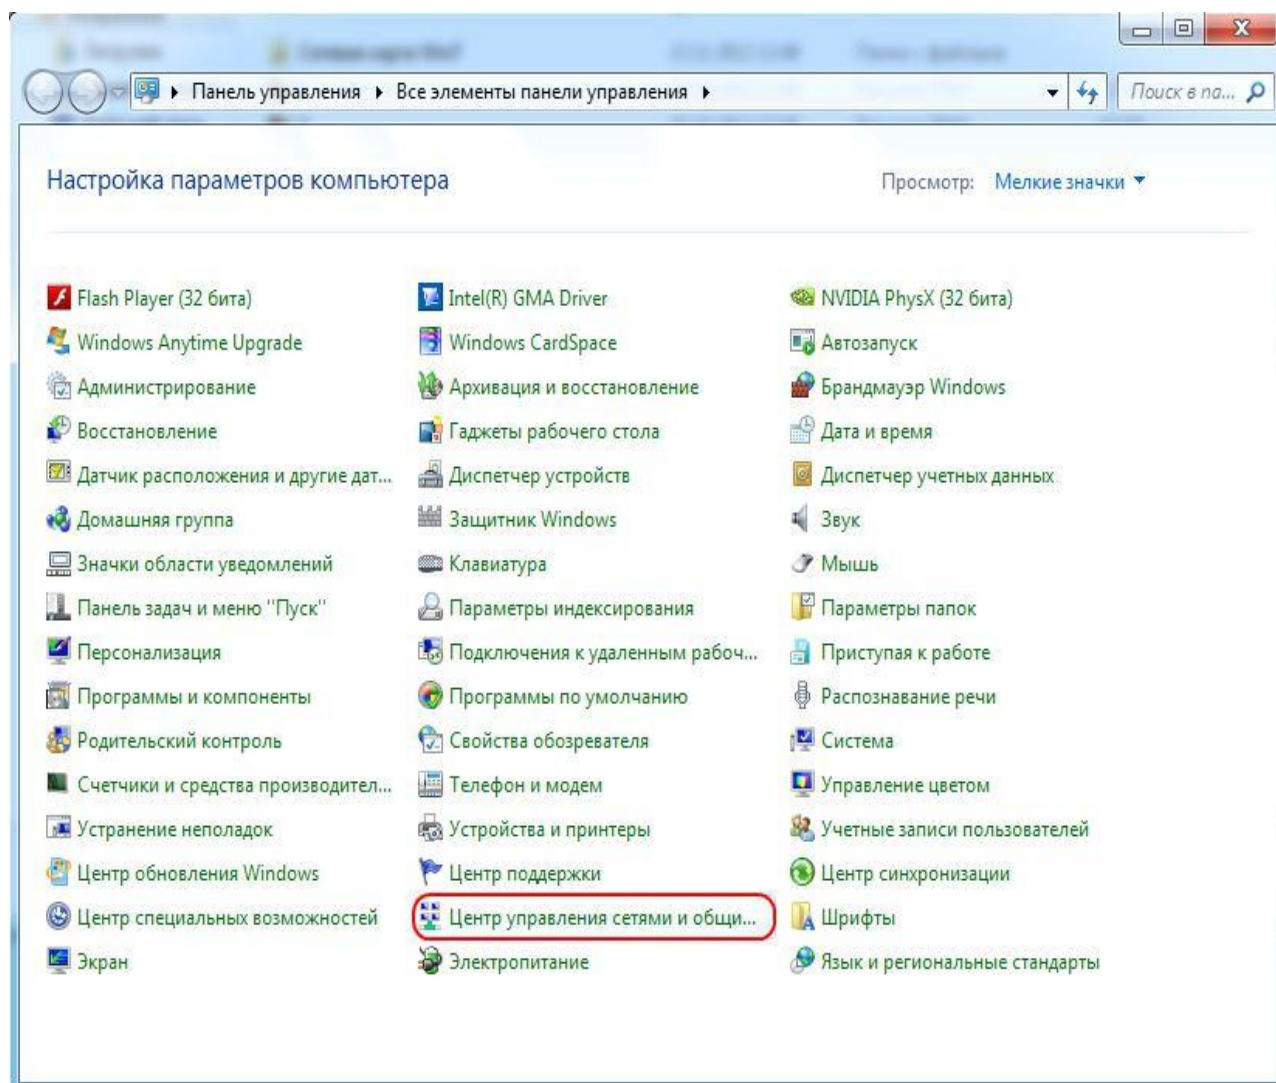 Панель управления Все элементы панели управления Поиск в па...
Настройка параметров компьютера Просмотр: Мелкие значки
Flash Player (32 бита) Intel(R) GMA Driver NVIDIA PhysX (32 бита)
Windows Anytime Upgrade Windows CardSpace Автозапуск
Администрирование Архивация и восстановление Брандмауэр Windows
Восстановление Гаджеты рабочего стола Дата и время
Датчик расположения и другие дат... Диспетчер устройств Диспетчер учетных данных
Домашняя группа Защитник Windows Звук
Значки области уведомлений Клавиатура Мышь
Панель задач и меню "Пуск" Параметры индексирования Параметры папок
Персонализация Подключения к удаленным рабоч... Приступая к работе
Программы и компоненты Программы по умолчанию Распознавание речи
Родительский контроль Свойства обозревателя Система
Счетчики и средства производител... Телефон и модем Управление цветом
Устранение неполадок Устройства и принтеры Учетные записи пользователей
Центр обновления Windows Центр поддержки Центр синхронизации
Центр специальных возможностей Центр управления сетями и общи... Шрифты
Экран Электропитание Язык и региональные стандарты